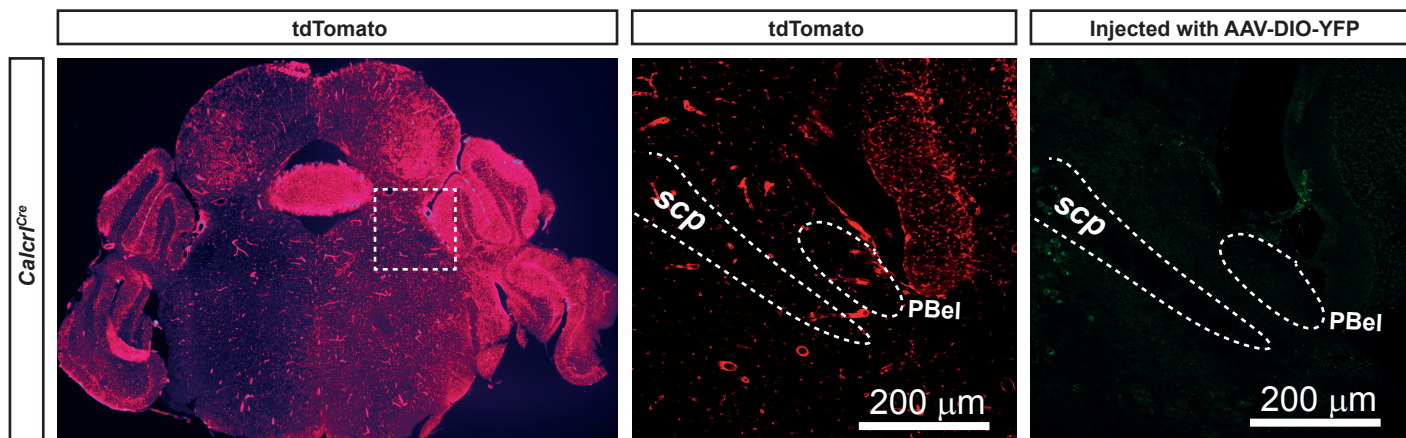 tdTomato
tdTomato
Injected with AAV-DIO-YFP
Calcrl^Cre
scp
PBel
200 μm
scp
PBel
200 μm